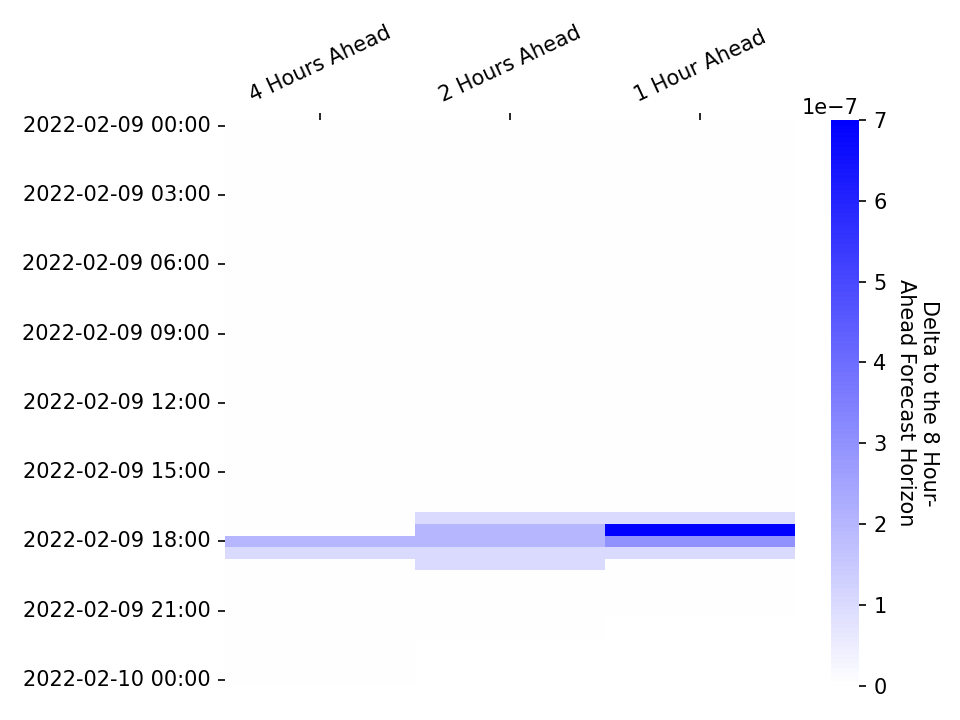 4 Hours Ahead
2 Hours Ahead
1 Hour Ahead
2022-02-09 00:00
2022-02-09 03:00
2022-02-09 06:00
2022-02-09 09:00
2022-02-09 12:00
2022-02-09 15:00
2022-02-09 18:00
2022-02-09 21:00
2022-02-10 00:00
1e−7
7
6
5
4
3
2
1
0
Delta to the 8 Hour-
Ahead Forecast Horizon